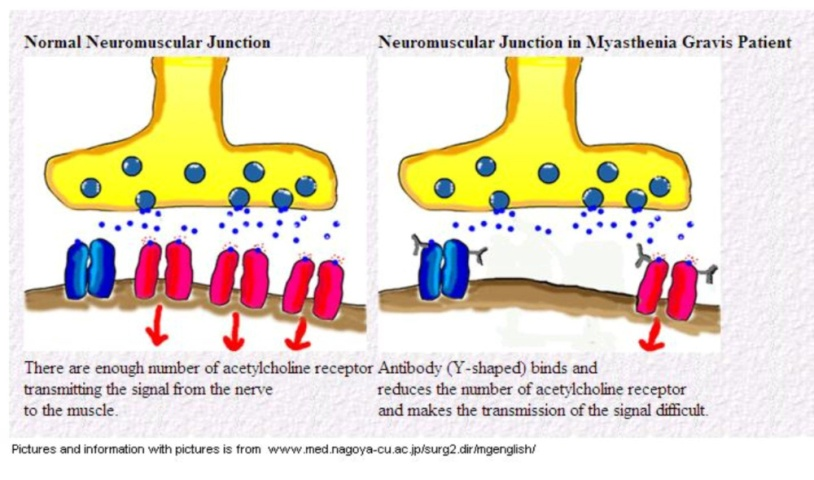 Normal Neuromuscular Junction
Neuromuscular Junction in Myasthenia Gravis Patient
There are enough number of acetylcholine receptor
transmitting the signal from the nerve
to the muscle.
Antibody (Y-shaped) binds and
reduces the number of acetylcholine receptor
and makes the transmission of the signal difficult.
Pictures and information with pictures is from www.med.nagoya-cu.ac.jp/surg2.dir/mgenglish/